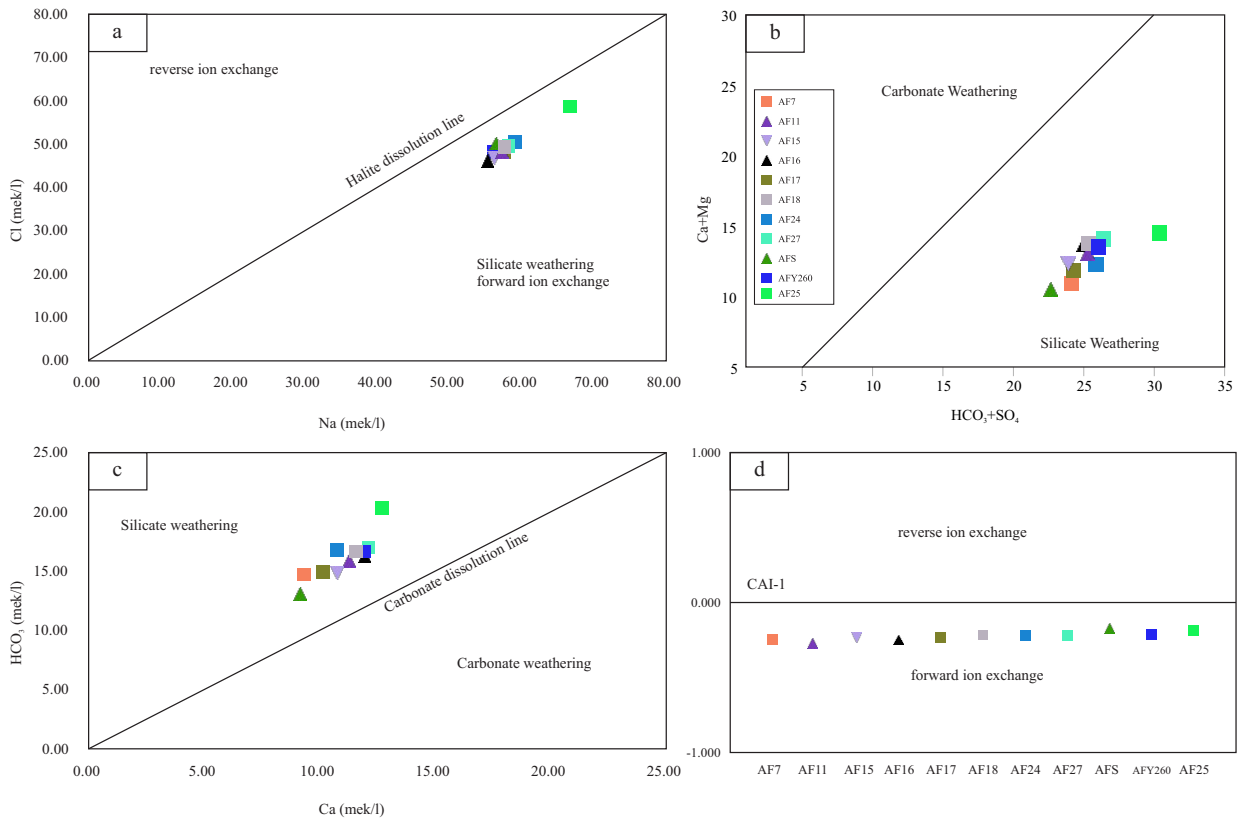 a
80.00
70.00
60.00
50.00
40.00
30.00
20.00
10.00
0.00
Cl (mek/l)
reverse ion exchange
Halite dissolution line
Silicate weathering
forward ion exchange
0.00 10.00 20.00 30.00 40.00 50.00 60.00 70.00 80.00
Na (mek/l)
b
30
25
20
15
10
5
Ca+Mg
Carbonate Weathering
AF7
AF11
AF15
AF16
AF17
AF18
AF24
AF27
AFS
AFY260
AF25
Silicate Weathering
5 10 15 20 25 30 35
HCO₃+SO₄
c
25.00
20.00
15.00
10.00
5.00
0.00
HCO₃ (mek/l)
Silicate weathering
Carbonate dissolution line
Carbonate weathering
0.00 5.00 10.00 15.00 20.00 25.00
Ca (mek/l)
d
1.000
0.000
-1.000
reverse ion exchange
CAI-1
forward ion exchange
AF7 AF11 AF15 AF16 AF17 AF18 AF24 AF27 AFS AFY260 AF25